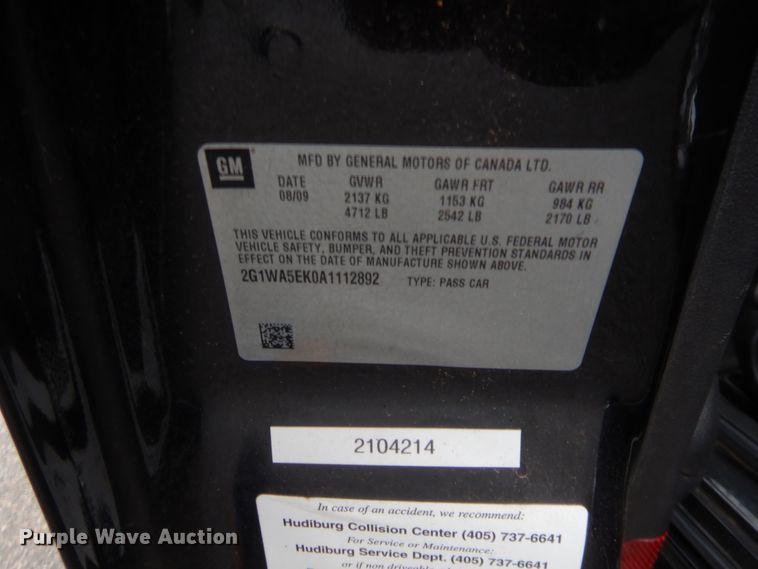 GM
MFD BY GENERAL MOTORS OF CANADA LTD.
DATE GVWR GAWR FRT GAWR RR
08/09 2137 KG 1153 KG 984 KG
4712 LB 2542 LB 2170 LB
THIS VEHICLE CONFORMS TO ALL APPLICABLE U.S. FEDERAL MOTOR
VEHICLE SAFETY, BUMPER, AND THEFT PREVENTION STANDARDS IN
EFFECT ON THE DATE OF MANUFACTURE SHOWN ABOVE.
2G1WA5EK0A1112892 TYPE: PASS CAR
2104214
In case of an accident, we recommend:
Hudiburg Collision Center (405) 737-6641
For Service or Maintenance:
Hudiburg Service Dept. (405) 737-6641
or if non driveable
Purple Wave Auction